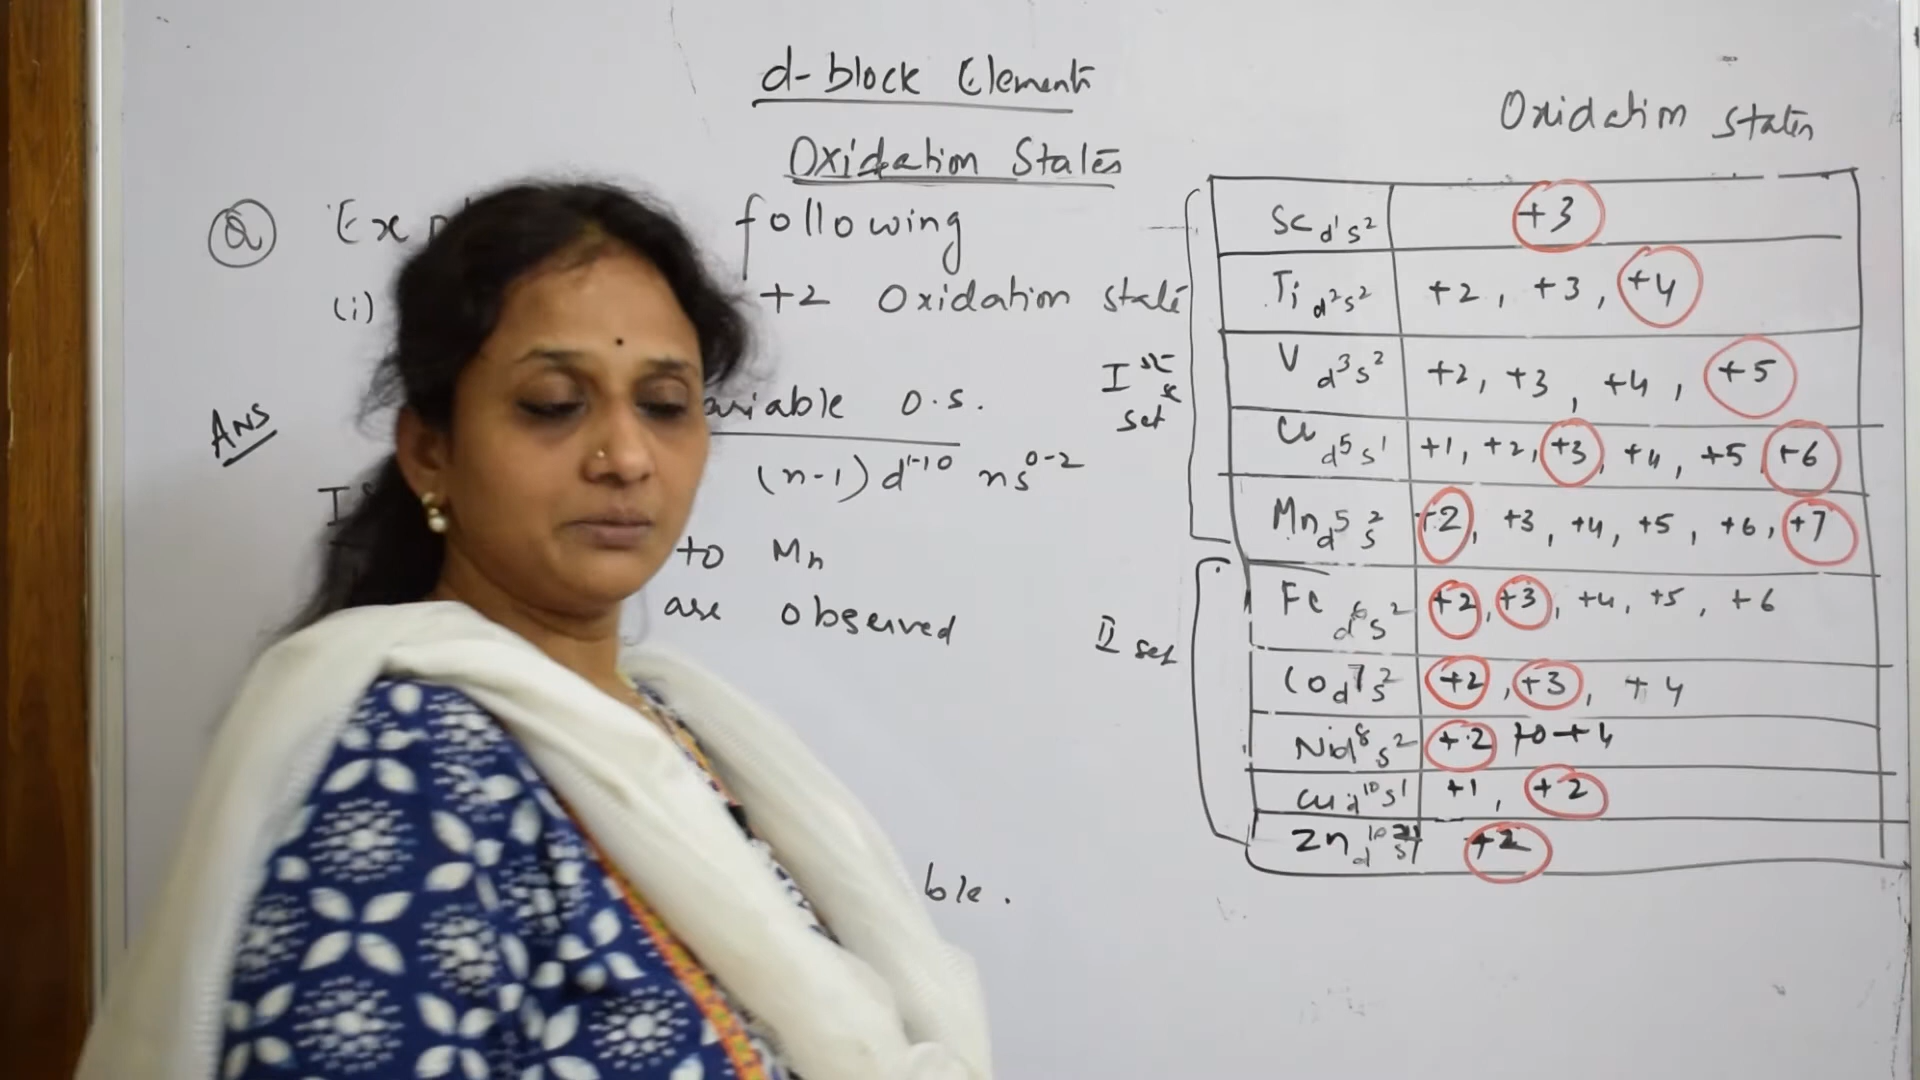 d-block Elements
Oxidation States
Q following
(i) +2 Oxidation state
Ans ariable O.S.
(n-1)d¹⁻¹⁰ ns⁰⁻²
to Mn
are observed
ble.
Oxidation States
Iˢᵗ set
Sc d¹s² +3
Ti d²s² +2, +3, +4
V d³s² +2, +3, +4, +5
Cr d⁵s¹ +1, +2, +3, +4, +5 +6
Mn d⁵s² +2, +3, +4, +5, +6, +7
II set
Fe d⁶s² +2, +3, +4, +5, +6
Co d⁷s² +2, +3, +4
Ni d⁸s² +2 to +4
Cu d¹⁰s¹ +1, +2
Zn d¹⁰ +2